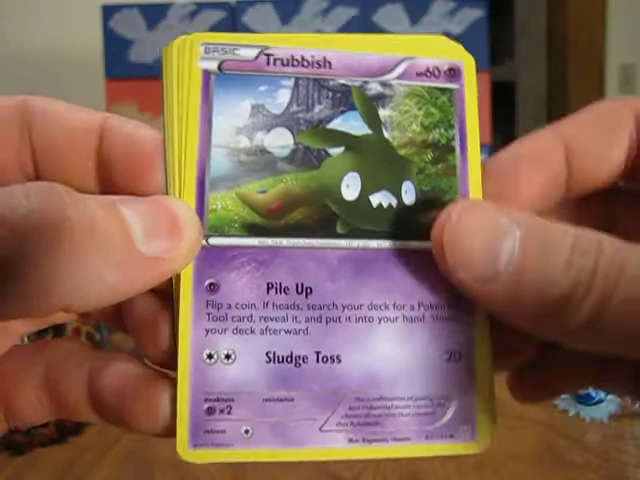 BASIC
Trubbish
HP60
Pile Up
Flip a coin. If heads, search your deck for a Pokémon
Tool card, reveal it, and put it into your hand.
your deck afterward.
Sludge Toss
20
weakness
resistance
×2
retreat